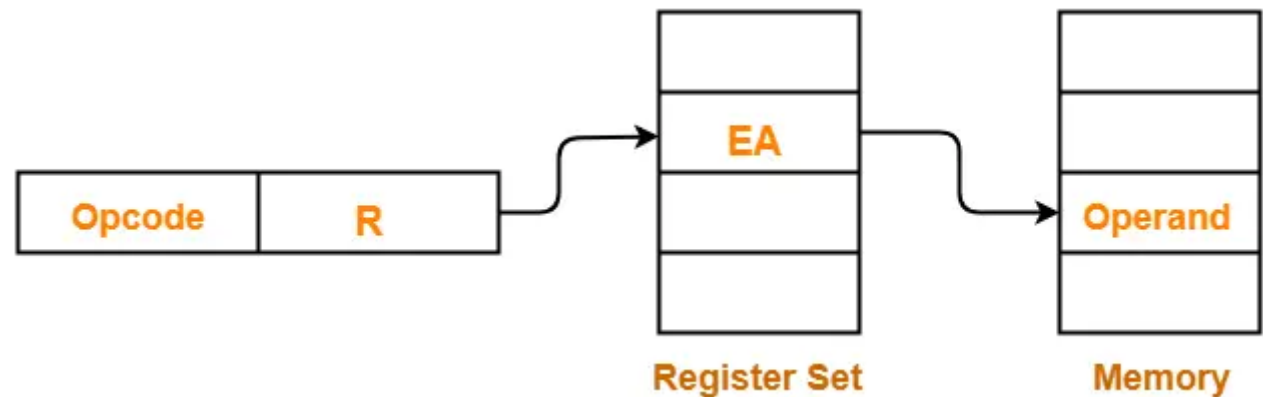 Opcode
R
EA
Operand
Register Set
Memory